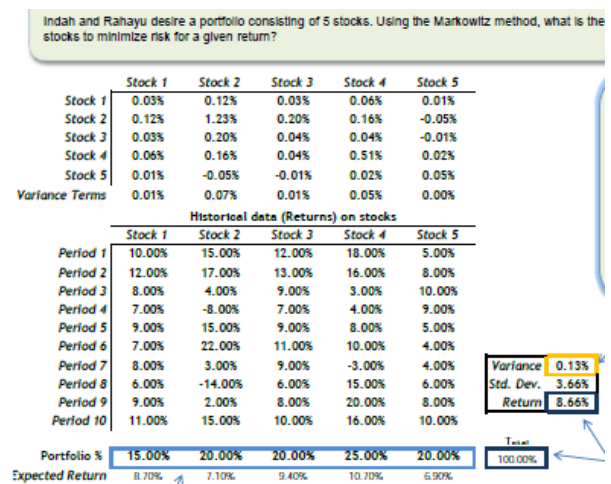 Indah and Rahayu desire a portfolio consisting of 5 stocks. Using the Markowitz method, what is the
stocks to minimize risk for a given return?
Stock 1 Stock 2 Stock 3 Stock 4 Stock 5
Stock 1 0.03% 0.12% 0.03% 0.06% 0.01%
Stock 2 0.12% 1.23% 0.20% 0.16% -0.05%
Stock 3 0.03% 0.20% 0.04% 0.04% -0.01%
Stock 4 0.06% 0.16% 0.04% 0.51% 0.02%
Stock 5 0.01% -0.05% -0.01% 0.02% 0.05%
Variance Terms 0.01% 0.07% 0.01% 0.05% 0.00%
Historical data (Returns) on stocks
Stock 1 Stock 2 Stock 3 Stock 4 Stock 5
Period 1 10.00% 15.00% 12.00% 18.00% 5.00%
Period 2 12.00% 17.00% 13.00% 16.00% 8.00%
Period 3 8.00% 4.00% 9.00% 3.00% 10.00%
Period 4 7.00% -8.00% 7.00% 4.00% 9.00%
Period 5 9.00% 15.00% 9.00% 8.00% 5.00%
Period 6 7.00% 22.00% 11.00% 10.00% 4.00%
Period 7 8.00% 3.00% 9.00% -3.00% 4.00% Variance 0.13%
Period 8 6.00% -14.00% 6.00% 15.00% 6.00% Std. Dev. 3.66%
Period 9 9.00% 2.00% 8.00% 20.00% 8.00% Return 8.66%
Period 10 11.00% 15.00% 10.00% 16.00% 10.00%
Total
Portfolio % 15.00% 20.00% 20.00% 25.00% 20.00% 100.00%
Expected Return 8.70% 7.10% 9.40% 10.70% 6.90%